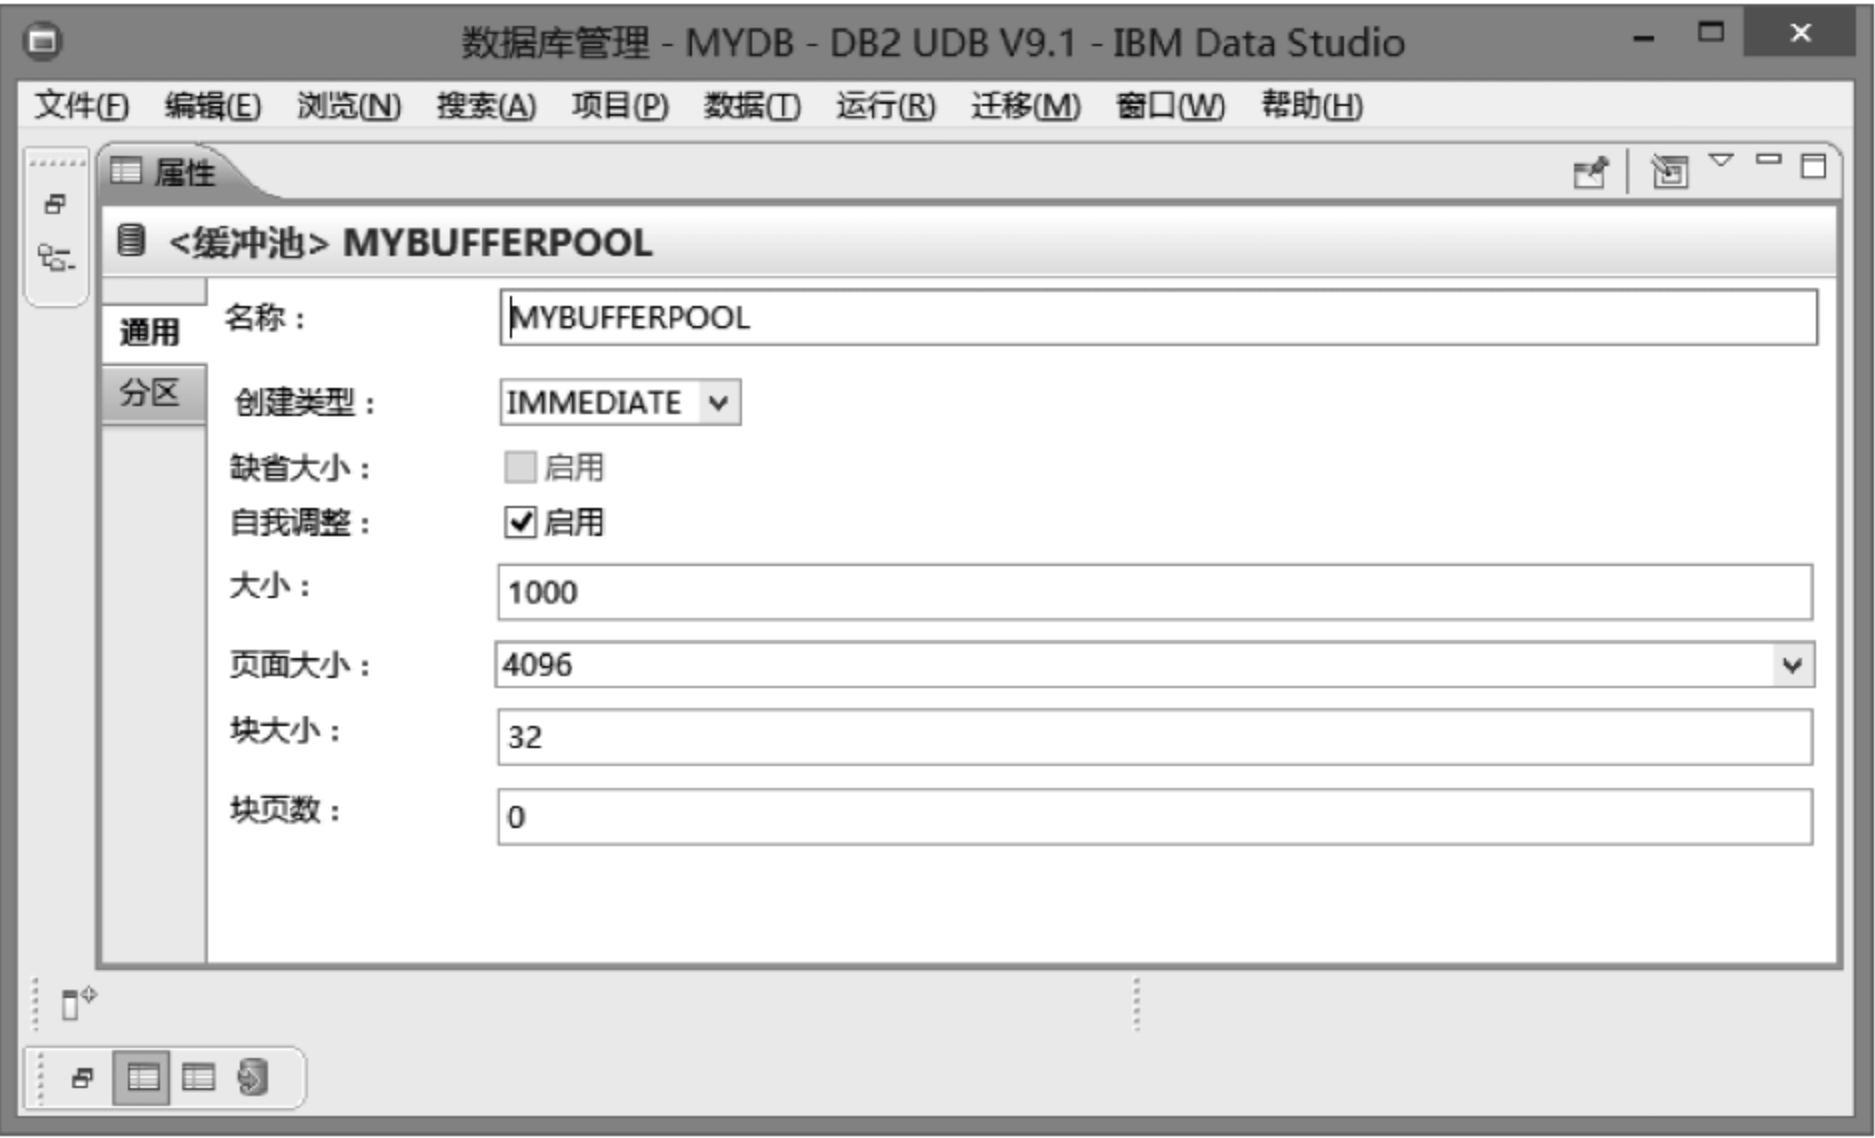 数据库管理 - MYDB - DB2 UDB V9.1 - IBM Data Studio
文件(F) 编辑(E) 浏览(N) 搜索(A) 项目(P) 数据(T) 运行(R) 迁移(M) 窗口(W) 帮助(H)
属性
<缓冲池> MYBUFFERPOOL
通用
分区
名称： MYBUFFERPOOL
创建类型： IMMEDIATE
缺省大小： 启用
自我调整： 启用
大小： 1000
页面大小： 4096
块大小： 32
块页数： 0